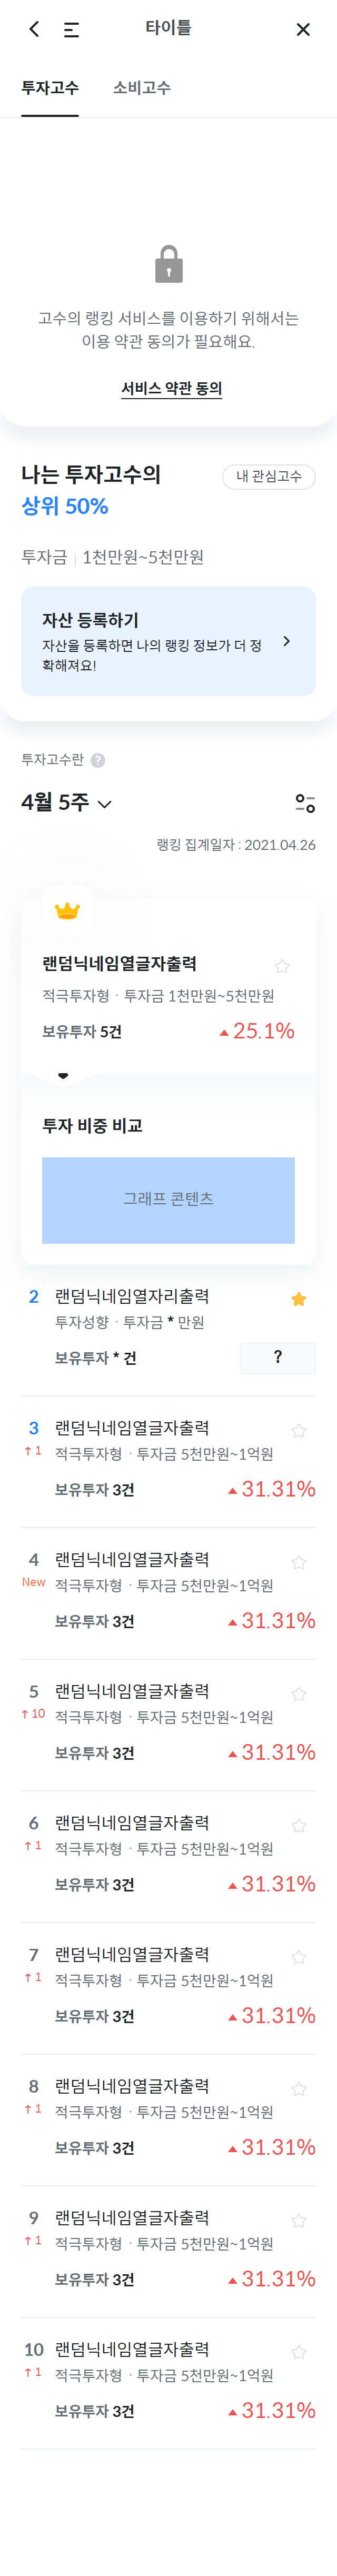 타이틀
투자고수 소비고수
고수의 랭킹 서비스를 이용하기 위해서는
이용 약관 동의가 필요해요.
서비스 약관 동의
나는 투자고수의
내 관심고수
상위 50%
투자금 1천만원~5천만원
자산 등록하기
자산을 등록하면 나의 랭킹 정보가 더 정
확해져요!
투자고수란 ?
4월 5주
랭킹 집계일자 : 2021.04.26
랜덤닉네임열글자출력
적극투자형 · 투자금 1천만원~5천만원
보유투자 5건 25.1%
투자 비중 비교
그래프 콘텐츠
2 랜덤닉네임열자리출력
투자성향 · 투자금 * 만원
보유투자 * 건 ?
3 랜덤닉네임열글자출력
↑ 1 적극투자형 · 투자금 5천만원~1억원
보유투자 3건 31.31%
4 랜덤닉네임열글자출력
New 적극투자형 · 투자금 5천만원~1억원
보유투자 3건 31.31%
5 랜덤닉네임열글자출력
↑ 10 적극투자형 · 투자금 5천만원~1억원
보유투자 3건 31.31%
6 랜덤닉네임열글자출력
↑ 1 적극투자형 · 투자금 5천만원~1억원
보유투자 3건 31.31%
7 랜덤닉네임열글자출력
↑ 1 적극투자형 · 투자금 5천만원~1억원
보유투자 3건 31.31%
8 랜덤닉네임열글자출력
↑ 1 적극투자형 · 투자금 5천만원~1억원
보유투자 3건 31.31%
9 랜덤닉네임열글자출력
↑ 1 적극투자형 · 투자금 5천만원~1억원
보유투자 3건 31.31%
10 랜덤닉네임열글자출력
↑ 1 적극투자형 · 투자금 5천만원~1억원
보유투자 3건 31.31%